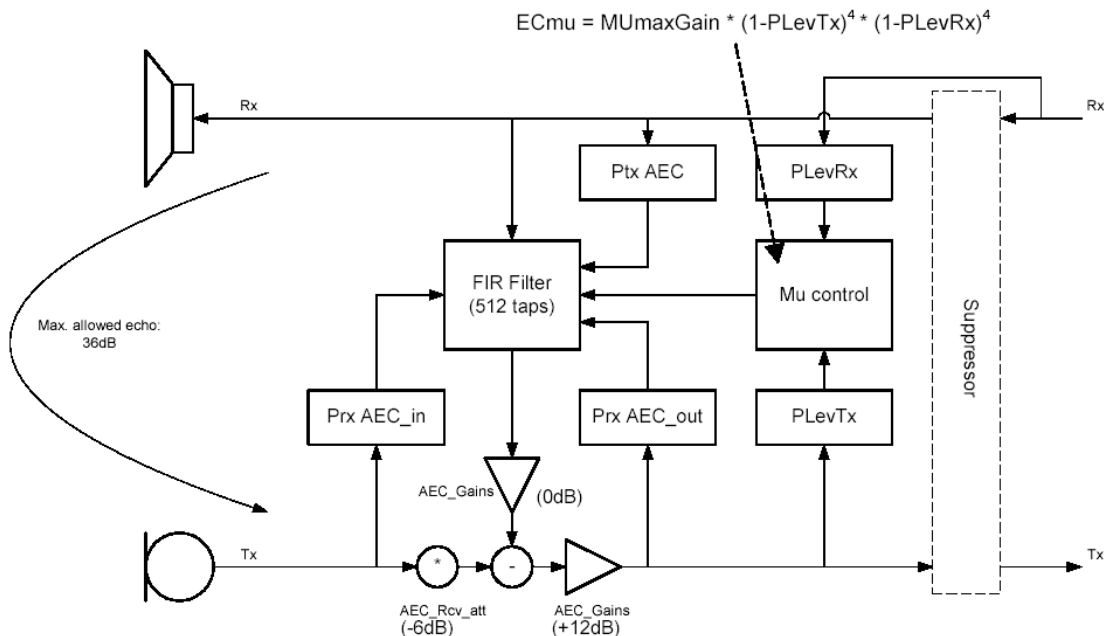 ECmu = MUmaxGain * (1-PLevTx)⁴ * (1-PLevRx)⁴
Rx
Rx
Ptx AEC
PLevRx
FIR Filter
(512 taps)
Mu control
Suppressor
Max. allowed echo:
36dB
Prx AEC_in
Prx AEC_out
PLevTx
AEC_Gains
(0dB)
Tx
*
-
Tx
AEC_Rcv_att
(-6dB)
AEC_Gains
(+12dB)